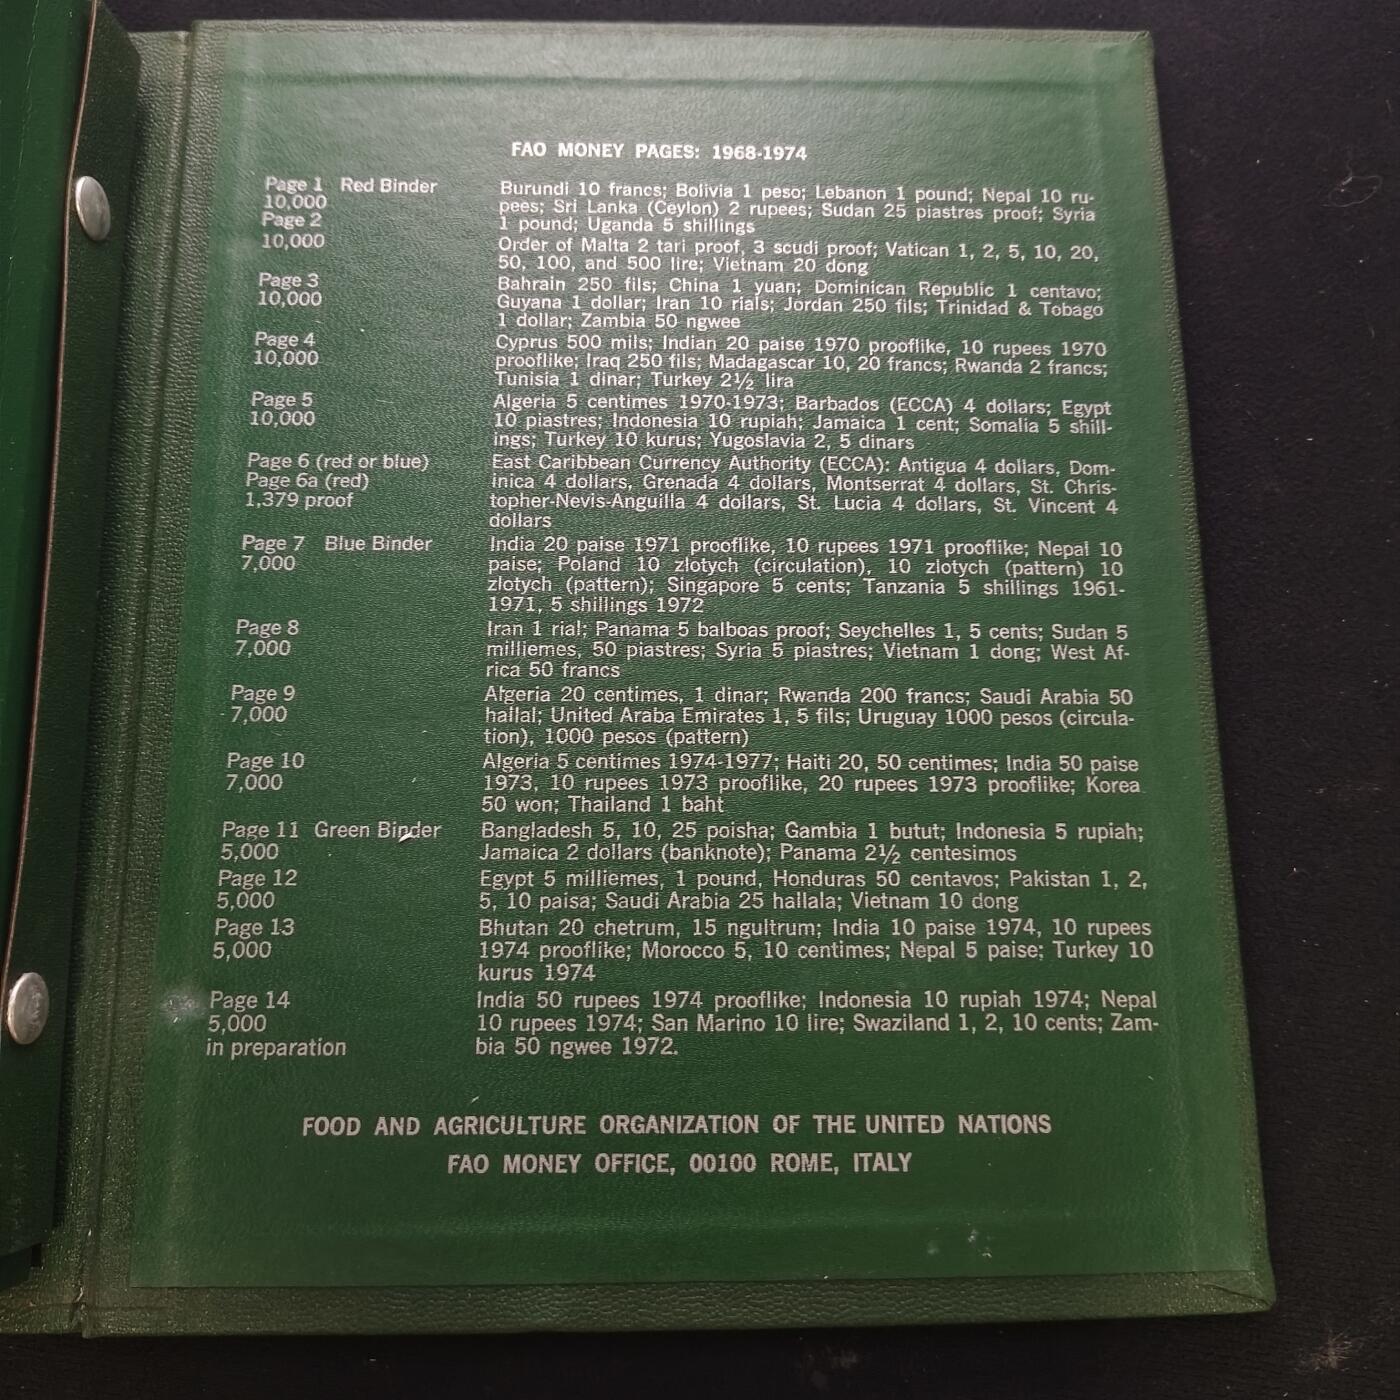 FAO MONEY PAGES: 1968-1974
Page 1 Red Binder
10,000
Burundi 10 francs; Bolivia 1 peso; Lebanon 1 pound; Nepal 10 ru-
pees; Sri Lanka (Ceylon) 2 rupees; Sudan 25 piastres proof; Syria
1 pound; Uganda 5 shillings
Page 2
10,000
Order of Malta 2 tari proof, 3 scudi proof; Vatican 1, 2, 5, 10, 20,
50, 100, and 500 lire; Vietnam 20 dong
Page 3
10,000
Bahrain 250 fils; China 1 yuan; Dominican Republic 1 centavo;
Guyana 1 dollar; Iran 10 rials; Jordan 250 fils; Trinidad & Tobago
1 dollar; Zambia 50 ngwee
Page 4
10,000
Cyprus 500 mils; Indian 20 paise 1970 prooflike, 10 rupees 1970
prooflike; Iraq 250 fils; Madagascar 10, 20 francs; Rwanda 2 francs;
Tunisia 1 dinar; Turkey 2½ lira
Page 5
10,000
Algeria 5 centimes 1970-1973; Barbados (ECCA) 4 dollars; Egypt
10 piastres; Indonesia 10 rupiah; Jamaica 1 cent; Somalia 5 shill-
ings; Turkey 10 kurus; Yugoslavia 2, 5 dinars
Page 6 (red or blue)
Page 6a (red)
1,379 proof
East Caribbean Currency Authority (ECCA): Antigua 4 dollars, Dom-
inica 4 dollars, Grenada 4 dollars, Montserrat 4 dollars, St. Chris-
topher-Nevis-Anguilla 4 dollars, St. Lucia 4 dollars, St. Vincent 4
dollars
Page 7 Blue Binder
7,000
India 20 paise 1971 prooflike, 10 rupees 1971 prooflike; Nepal 10
paise; Poland 10 zlotych (circulation), 10 zlotych (pattern) 10
zlotych (pattern); Singapore 5 cents; Tanzania 5 shillings 1961-
1971, 5 shillings 1972
Page 8
7,000
Iran 1 rial; Panama 5 balboas proof; Seychelles 1, 5 cents; Sudan 5
milliemes, 50 piastres; Syria 5 piastres; Vietnam 1 dong; West Af-
rica 50 francs
Page 9
7,000
Algeria 20 centimes, 1 dinar; Rwanda 200 francs; Saudi Arabia 50
hallal; United Araba Emirates 1, 5 fils; Uruguay 1000 pesos (circula-
tion), 1000 pesos (pattern)
Page 10
7,000
Algeria 5 centimes 1974-1977; Haiti 20, 50 centimes; India 50 paise
1973, 10 rupees 1973 prooflike, 20 rupees 1973 prooflike; Korea
50 won; Thailand 1 baht
Page 11 Green Binder
5,000
Bangladesh 5, 10, 25 poisha; Gambia 1 butut; Indonesia 5 rupiah;
Jamaica 2 dollars (banknote); Panama 2½ centesimos
Page 12
5,000
Egypt 5 milliemes, 1 pound, Honduras 50 centavos; Pakistan 1, 2,
5, 10 paisa; Saudi Arabia 25 hallala; Vietnam 10 dong
Page 13
5,000
Bhutan 20 chetrum, 15 ngultrum; India 10 paise 1974, 10 rupees
1974 prooflike; Morocco 5, 10 centimes; Nepal 5 paise; Turkey 10
kurus 1974
Page 14
5,000
in preparation
India 50 rupees 1974 prooflike; Indonesia 10 rupiah 1974; Nepal
10 rupees 1974; San Marino 10 lire; Swaziland 1, 2, 10 cents; Zam-
bia 50 ngwee 1972.
FOOD AND AGRICULTURE ORGANIZATION OF THE UNITED NATIONS
FAO MONEY OFFICE, 00100 ROME, ITALY